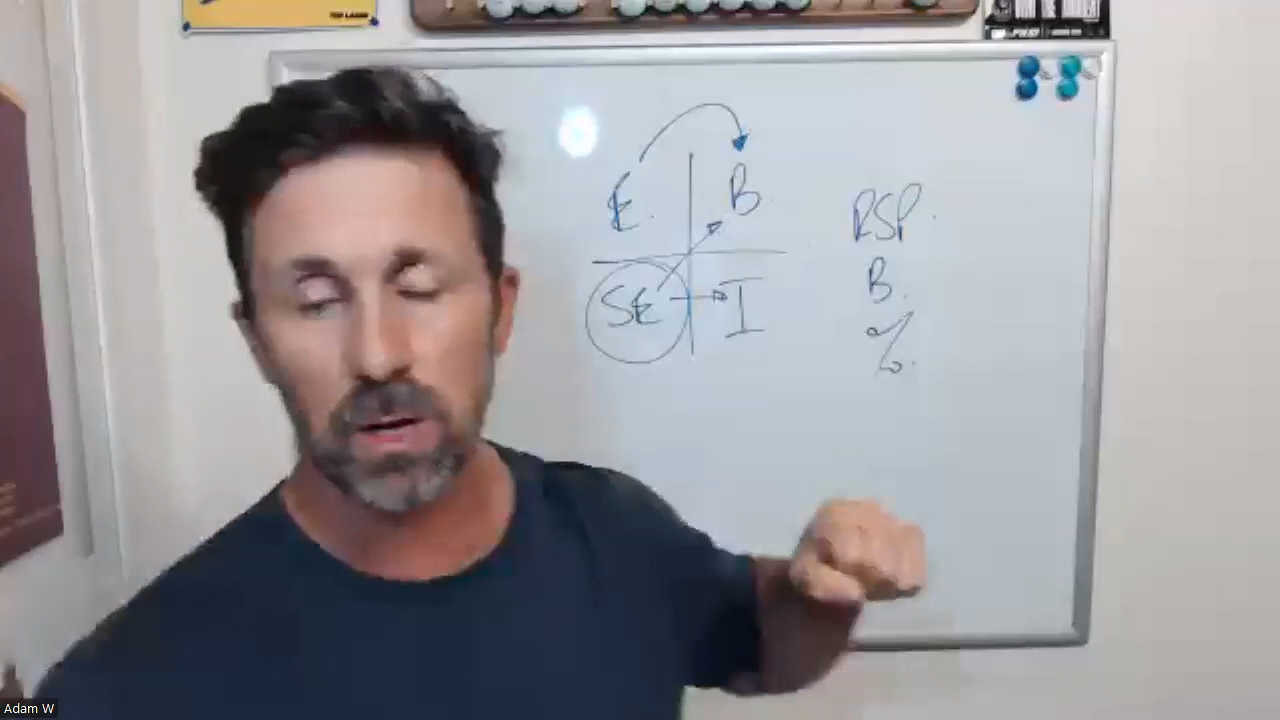 E. B.
SE I
RSP.
B.
%.
Adam W